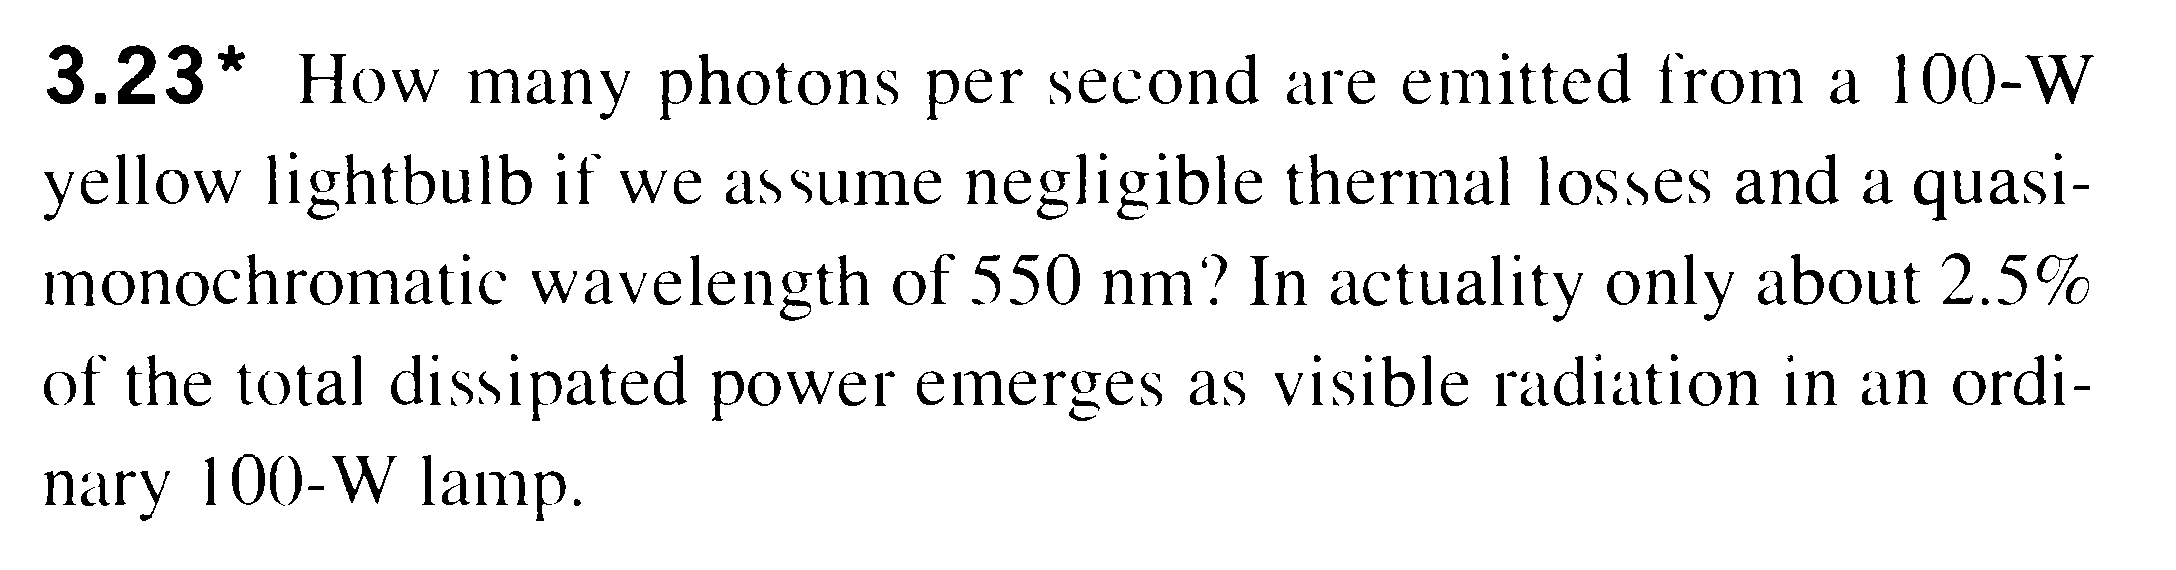 3.23* How many photons per second are emitted from a 100-W
yellow lightbulb if we assume negligible thermal losses and a quasi-
monochromatic wavelength of 550 nm? In actuality only about 2.5%
of the total dissipated power emerges as visible radiation in an ordi-
nary 100-W lamp.